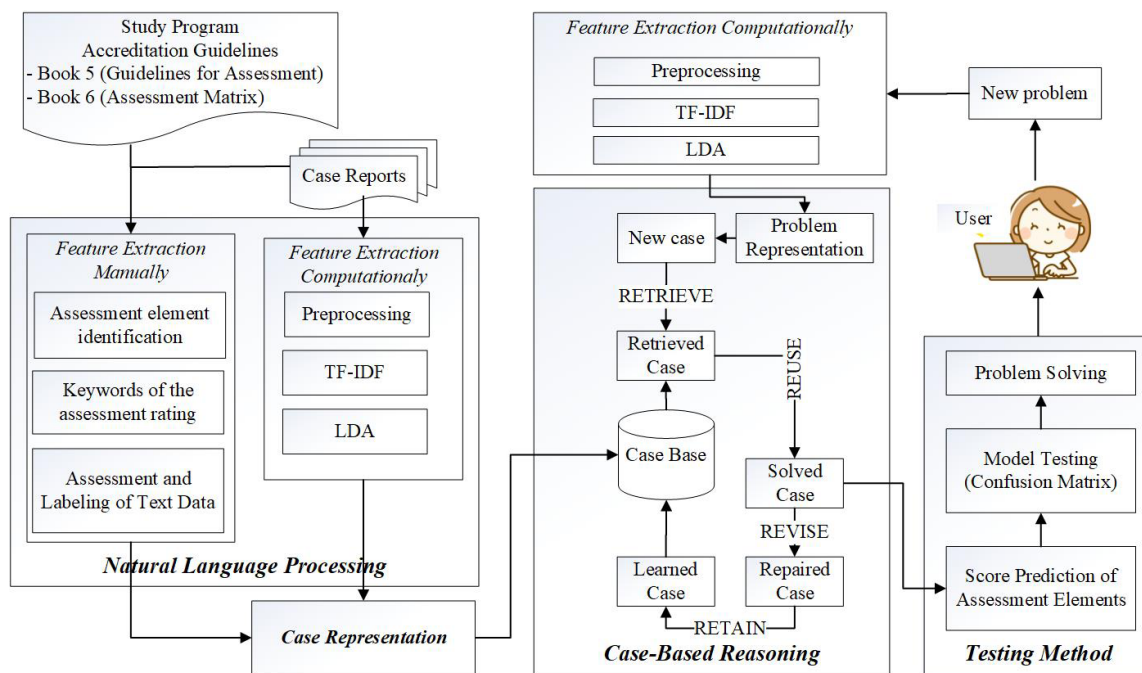 Study Program
Accreditation Guidelines
- Book 5 (Guidelines for Assessment)
- Book 6 (Assessment Matrix)
Case Reports
Feature Extraction
Manually
Assessment element
identification
Keywords of the
assessment rating
Assessment and
Labeling of Text Data
Feature Extraction
Computationaly
Preprocessing
TF-IDF
LDA
Natural Language Processing
Case Representation
Feature Extraction Computationally
Preprocessing
TF-IDF
LDA
New problem
User
Problem
Representation
New case
RETRIEVE
Retrieved
Case
REUSE
Case Base
Solved
Case
REVISE
Learned
Case
Repaired
Case
RETAIN
Case-Based Reasoning
Problem Solving
Model Testing
(Confusion Matrix)
Score Prediction of
Assessment Elements
Testing Method